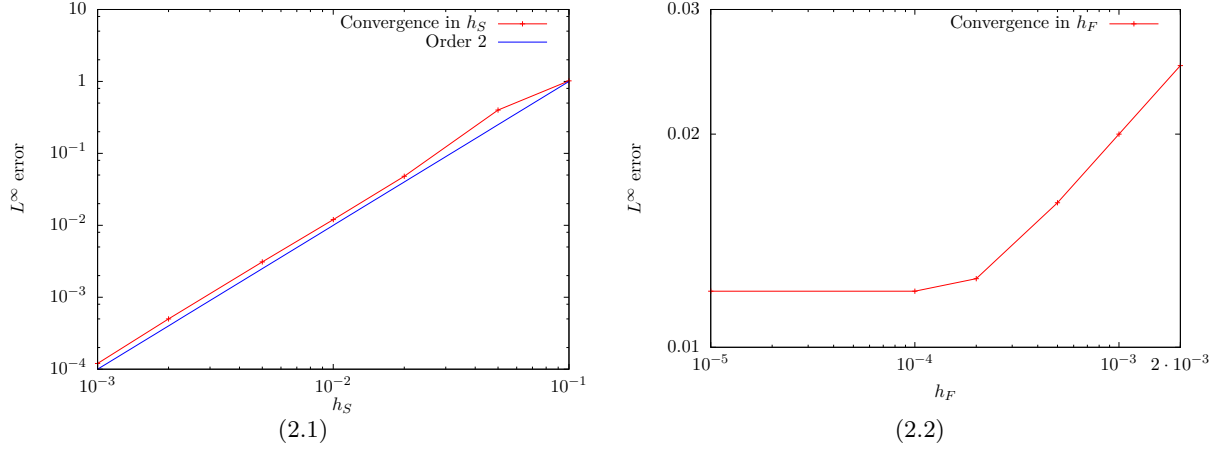 Convergence in h_S
Order 2
10
1
10^{-1}
10^{-2}
10^{-3}
10^{-4}
L^∞ error
10^{-3}
10^{-2}
10^{-1}
h_S
(2.1)
Convergence in h_F
0.03
0.02
0.01
L^∞ error
10^{-5}
10^{-4}
10^{-3}
2 · 10^{-3}
h_F
(2.2)